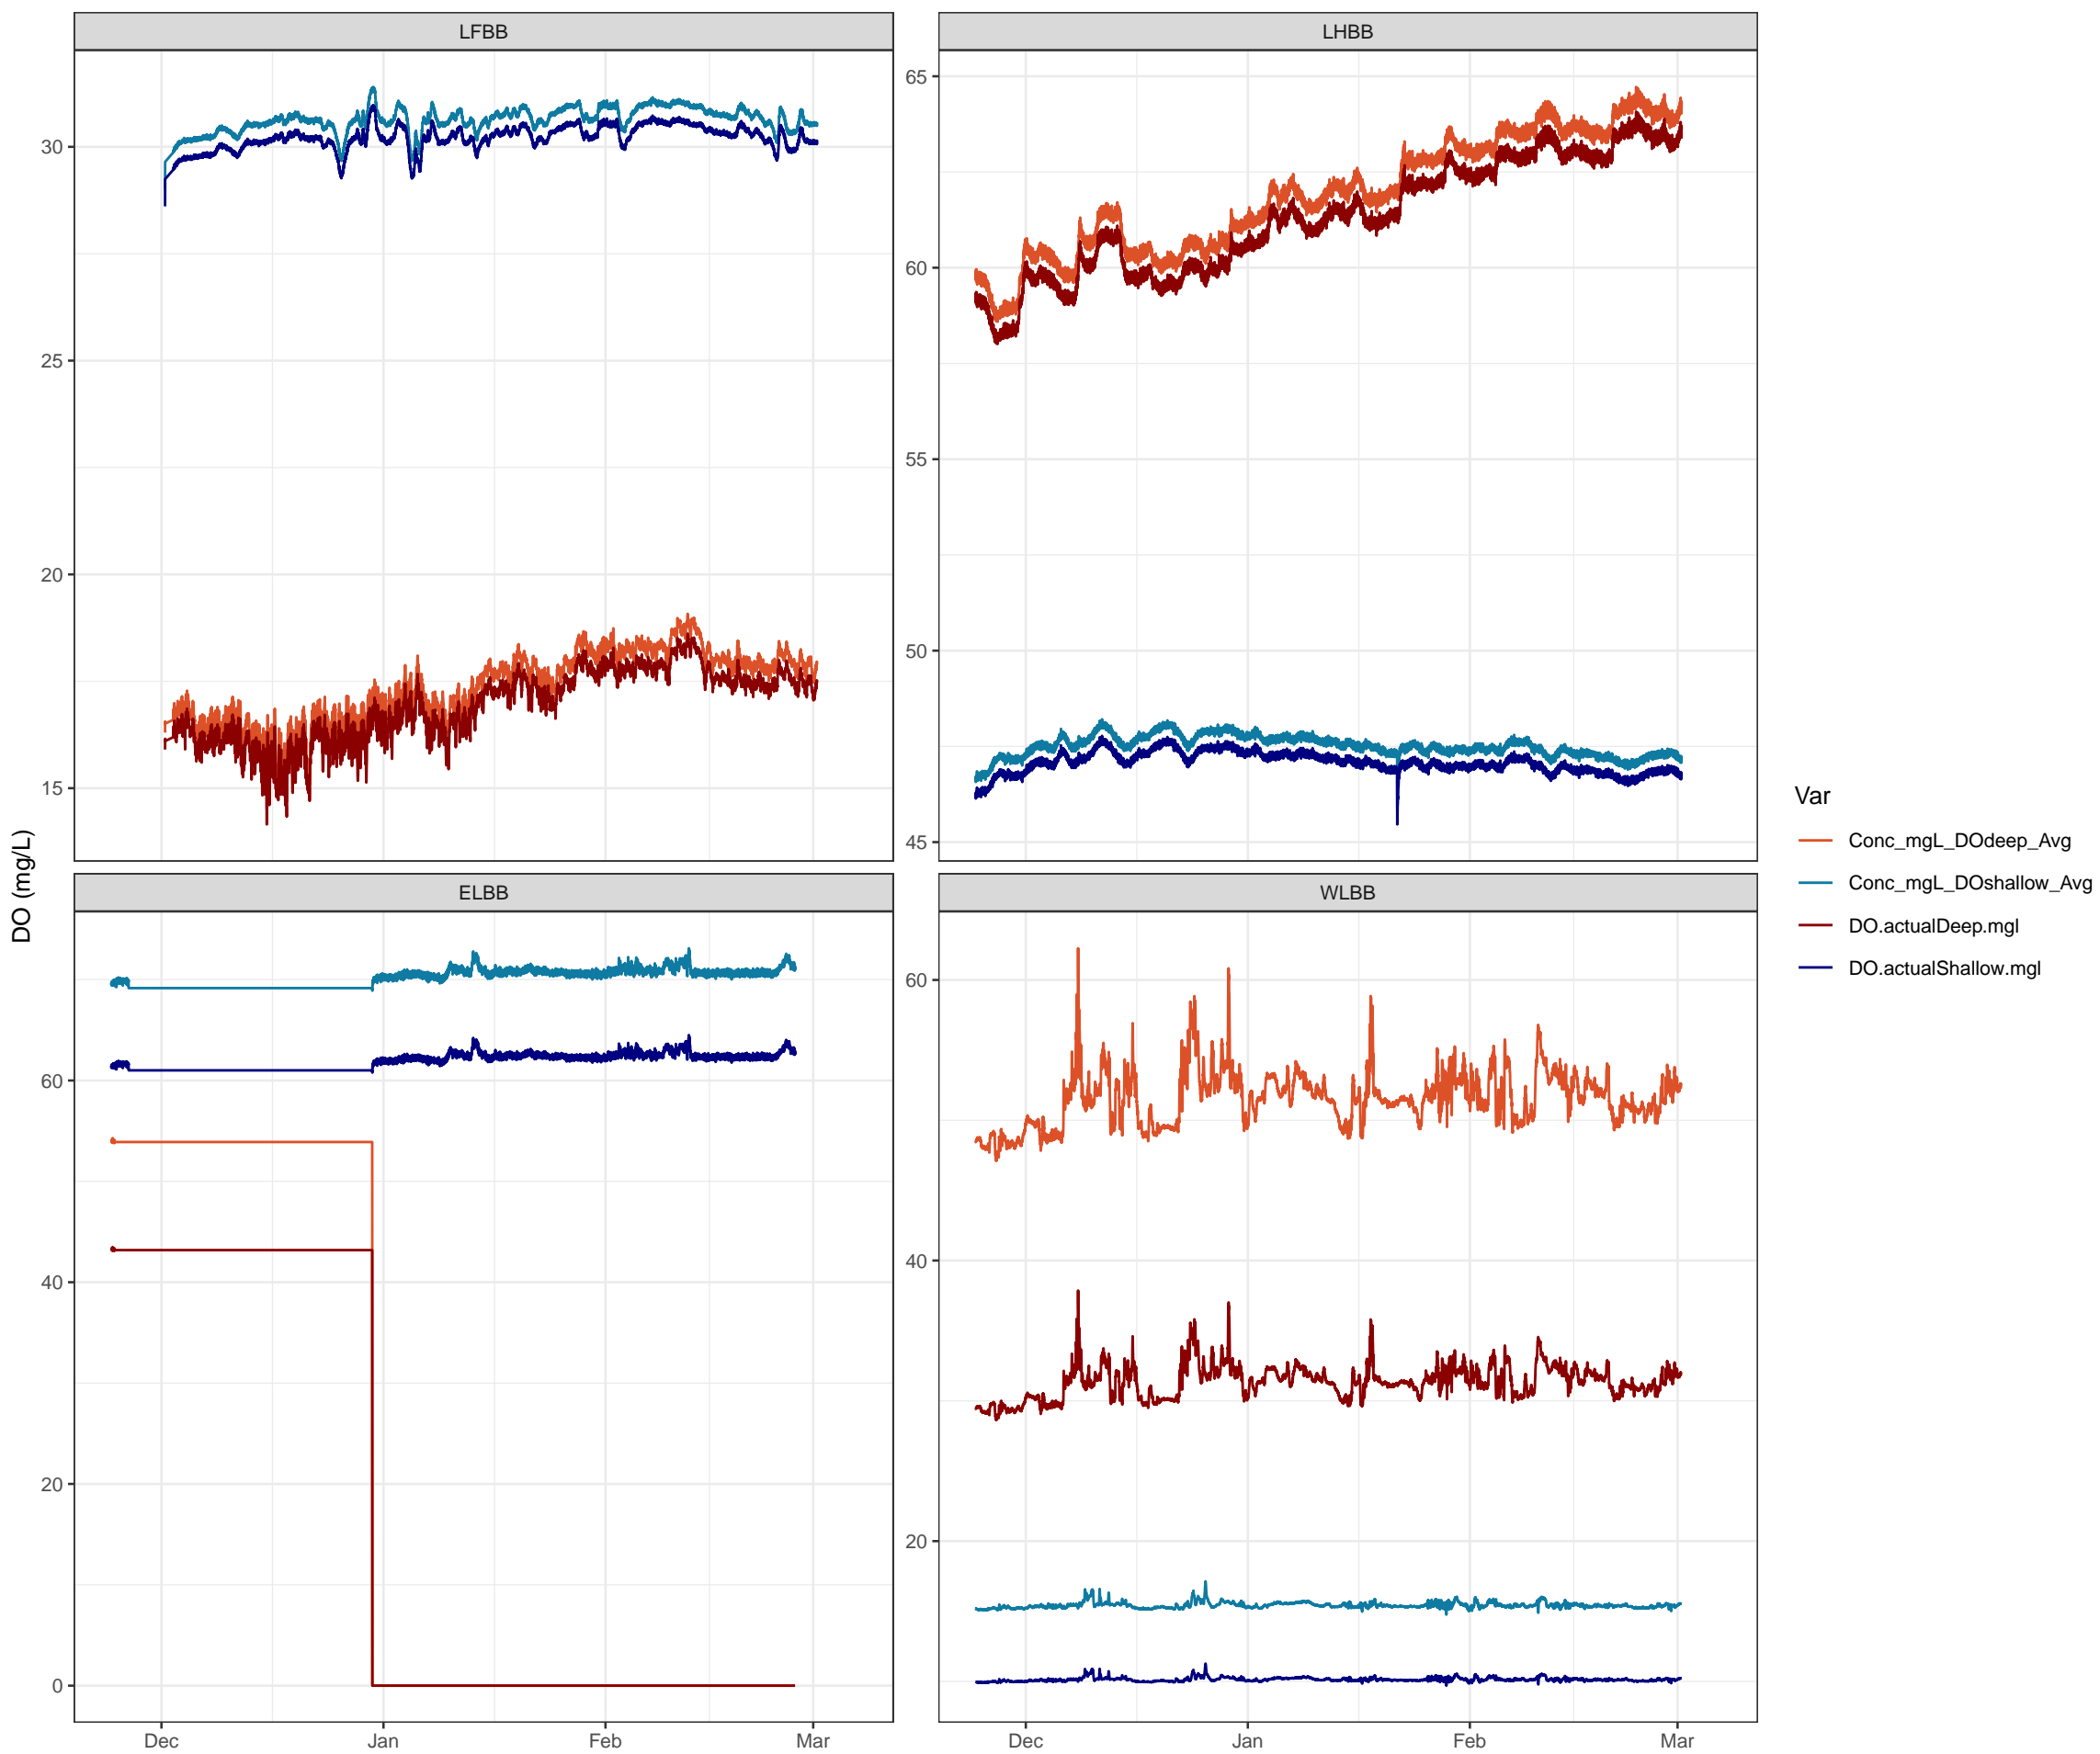 LFBB
LHBB
30
25
20
15
65
60
55
50
45
DO (mg/L)
ELBB
WLBB
60
40
20
0
60
40
20
Dec
Jan
Feb
Mar
Dec
Jan
Feb
Mar
Var
Conc_mgL_DOdeep_Avg
Conc_mgL_DOshallow_Avg
DO.actualDeep.mgl
DO.actualShallow.mgl